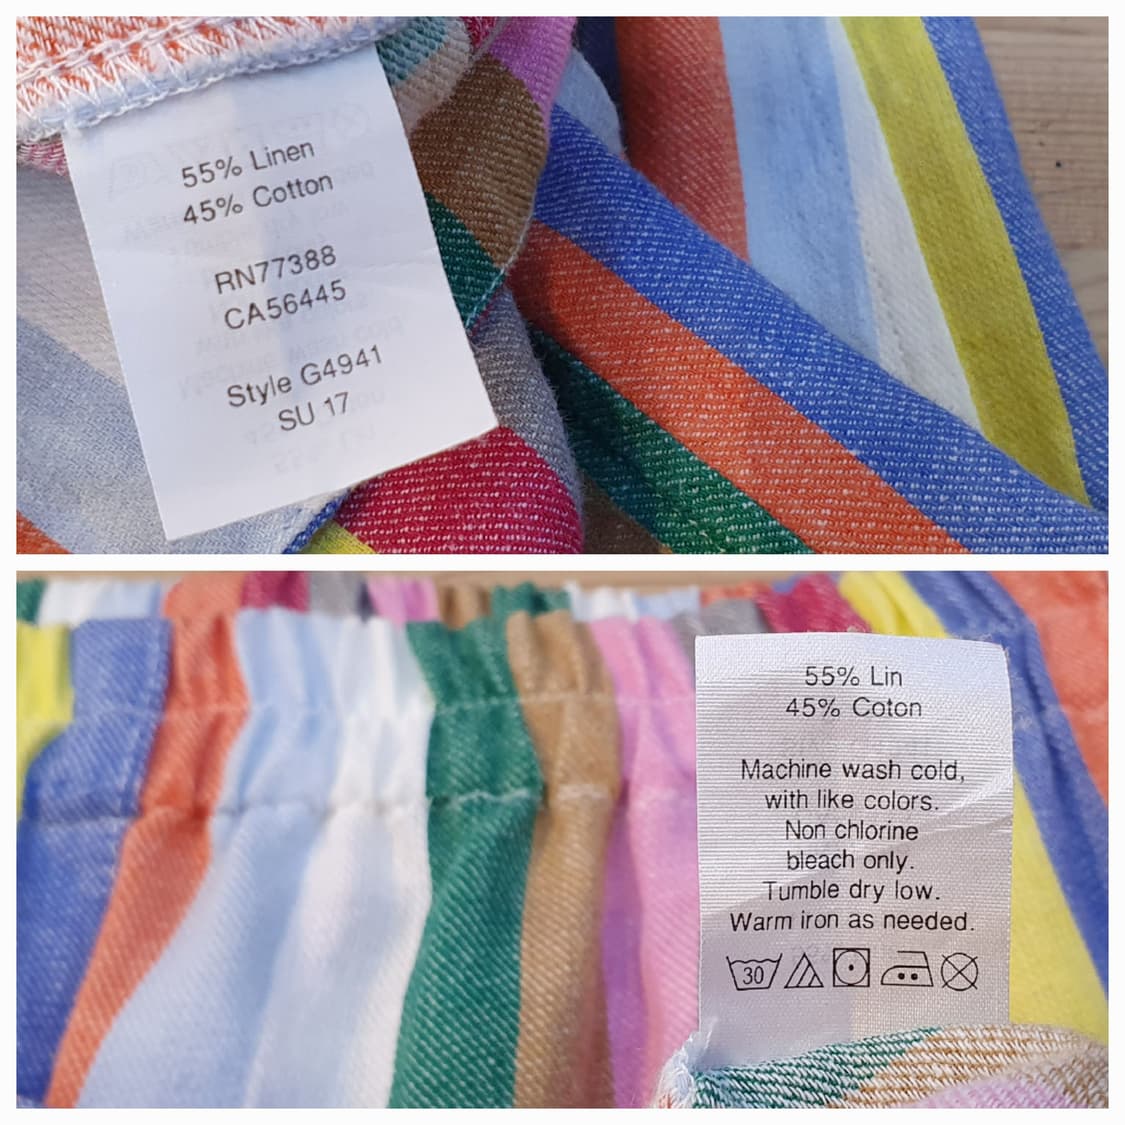 55% Linen
45% Cotton
RN77388
CA56445
Style G4941
SU 17
55% Lin
45% Coton
Machine wash cold,
with like colors.
Non chlorine
bleach only.
Tumble dry low.
Warm iron as needed.
30